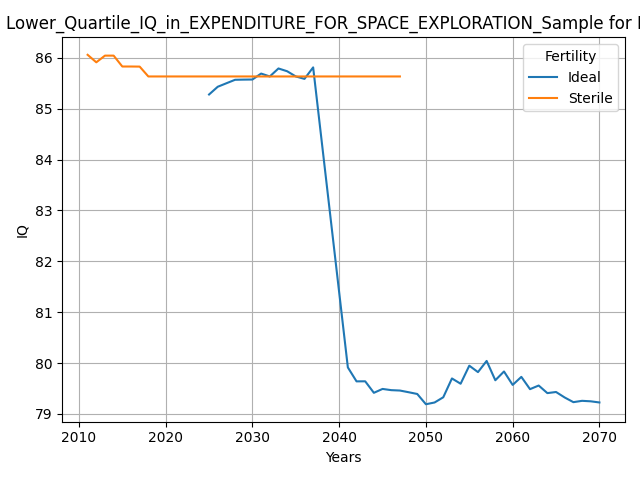 Lower_Quartile_IQ_in_EXPENDITURE_FOR_SPACE_EXPLORATION_Sample for
Fertility
Ideal
Sterile
86
85
84
83
82
81
80
79
IQ
2010 2020 2030 2040 2050 2060 2070
Years